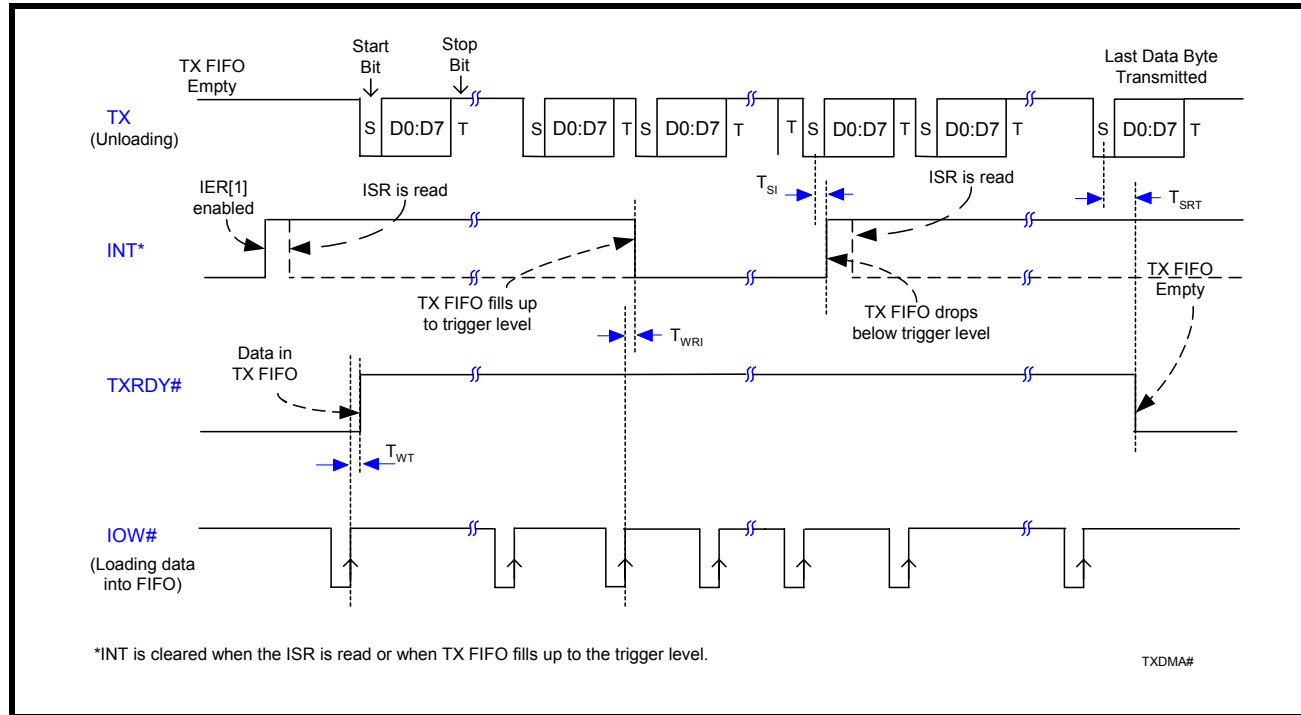 Start
Bit
Stop
Bit
TX FIFO
Empty
Last Data Byte
Transmitted
TX
(Unloading)
S D0:D7 T
S D0:D7 T S D0:D7 T
T S D0:D7 T S D0:D7 T
S D0:D7 T
IER[1]
enabled
ISR is read
TSI
ISR is read
TSRT
INT*
TX FIFO fills up
to trigger level
TX FIFO drops
below trigger level
TX FIFO
Empty
TWRI
Data in
TX FIFO
TXRDY#
TWT
IOW#
(Loading data
into FIFO)
*INT is cleared when the ISR is read or when TX FIFO fills up to the trigger level.
TXDMA#